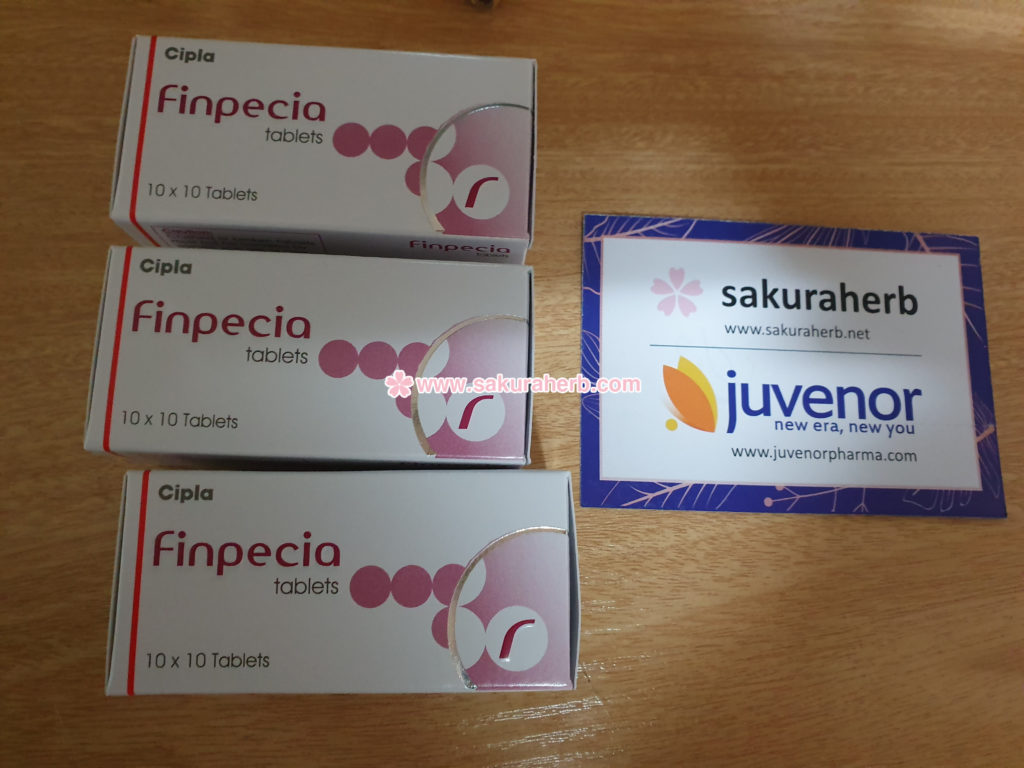 Cipla
Finpecia
tablets
10 x 10 Tablets
Finpecia
tablets
Cipla
Finpecia
tablets
10 x 10 Tablets
www.sakuraherb.com
Cipla
Finpecia
tablets
10 x 10 Tablets
sakuraherb
www.sakuraherb.net
juvenor
new era, new you
www.juvenorpharma.com